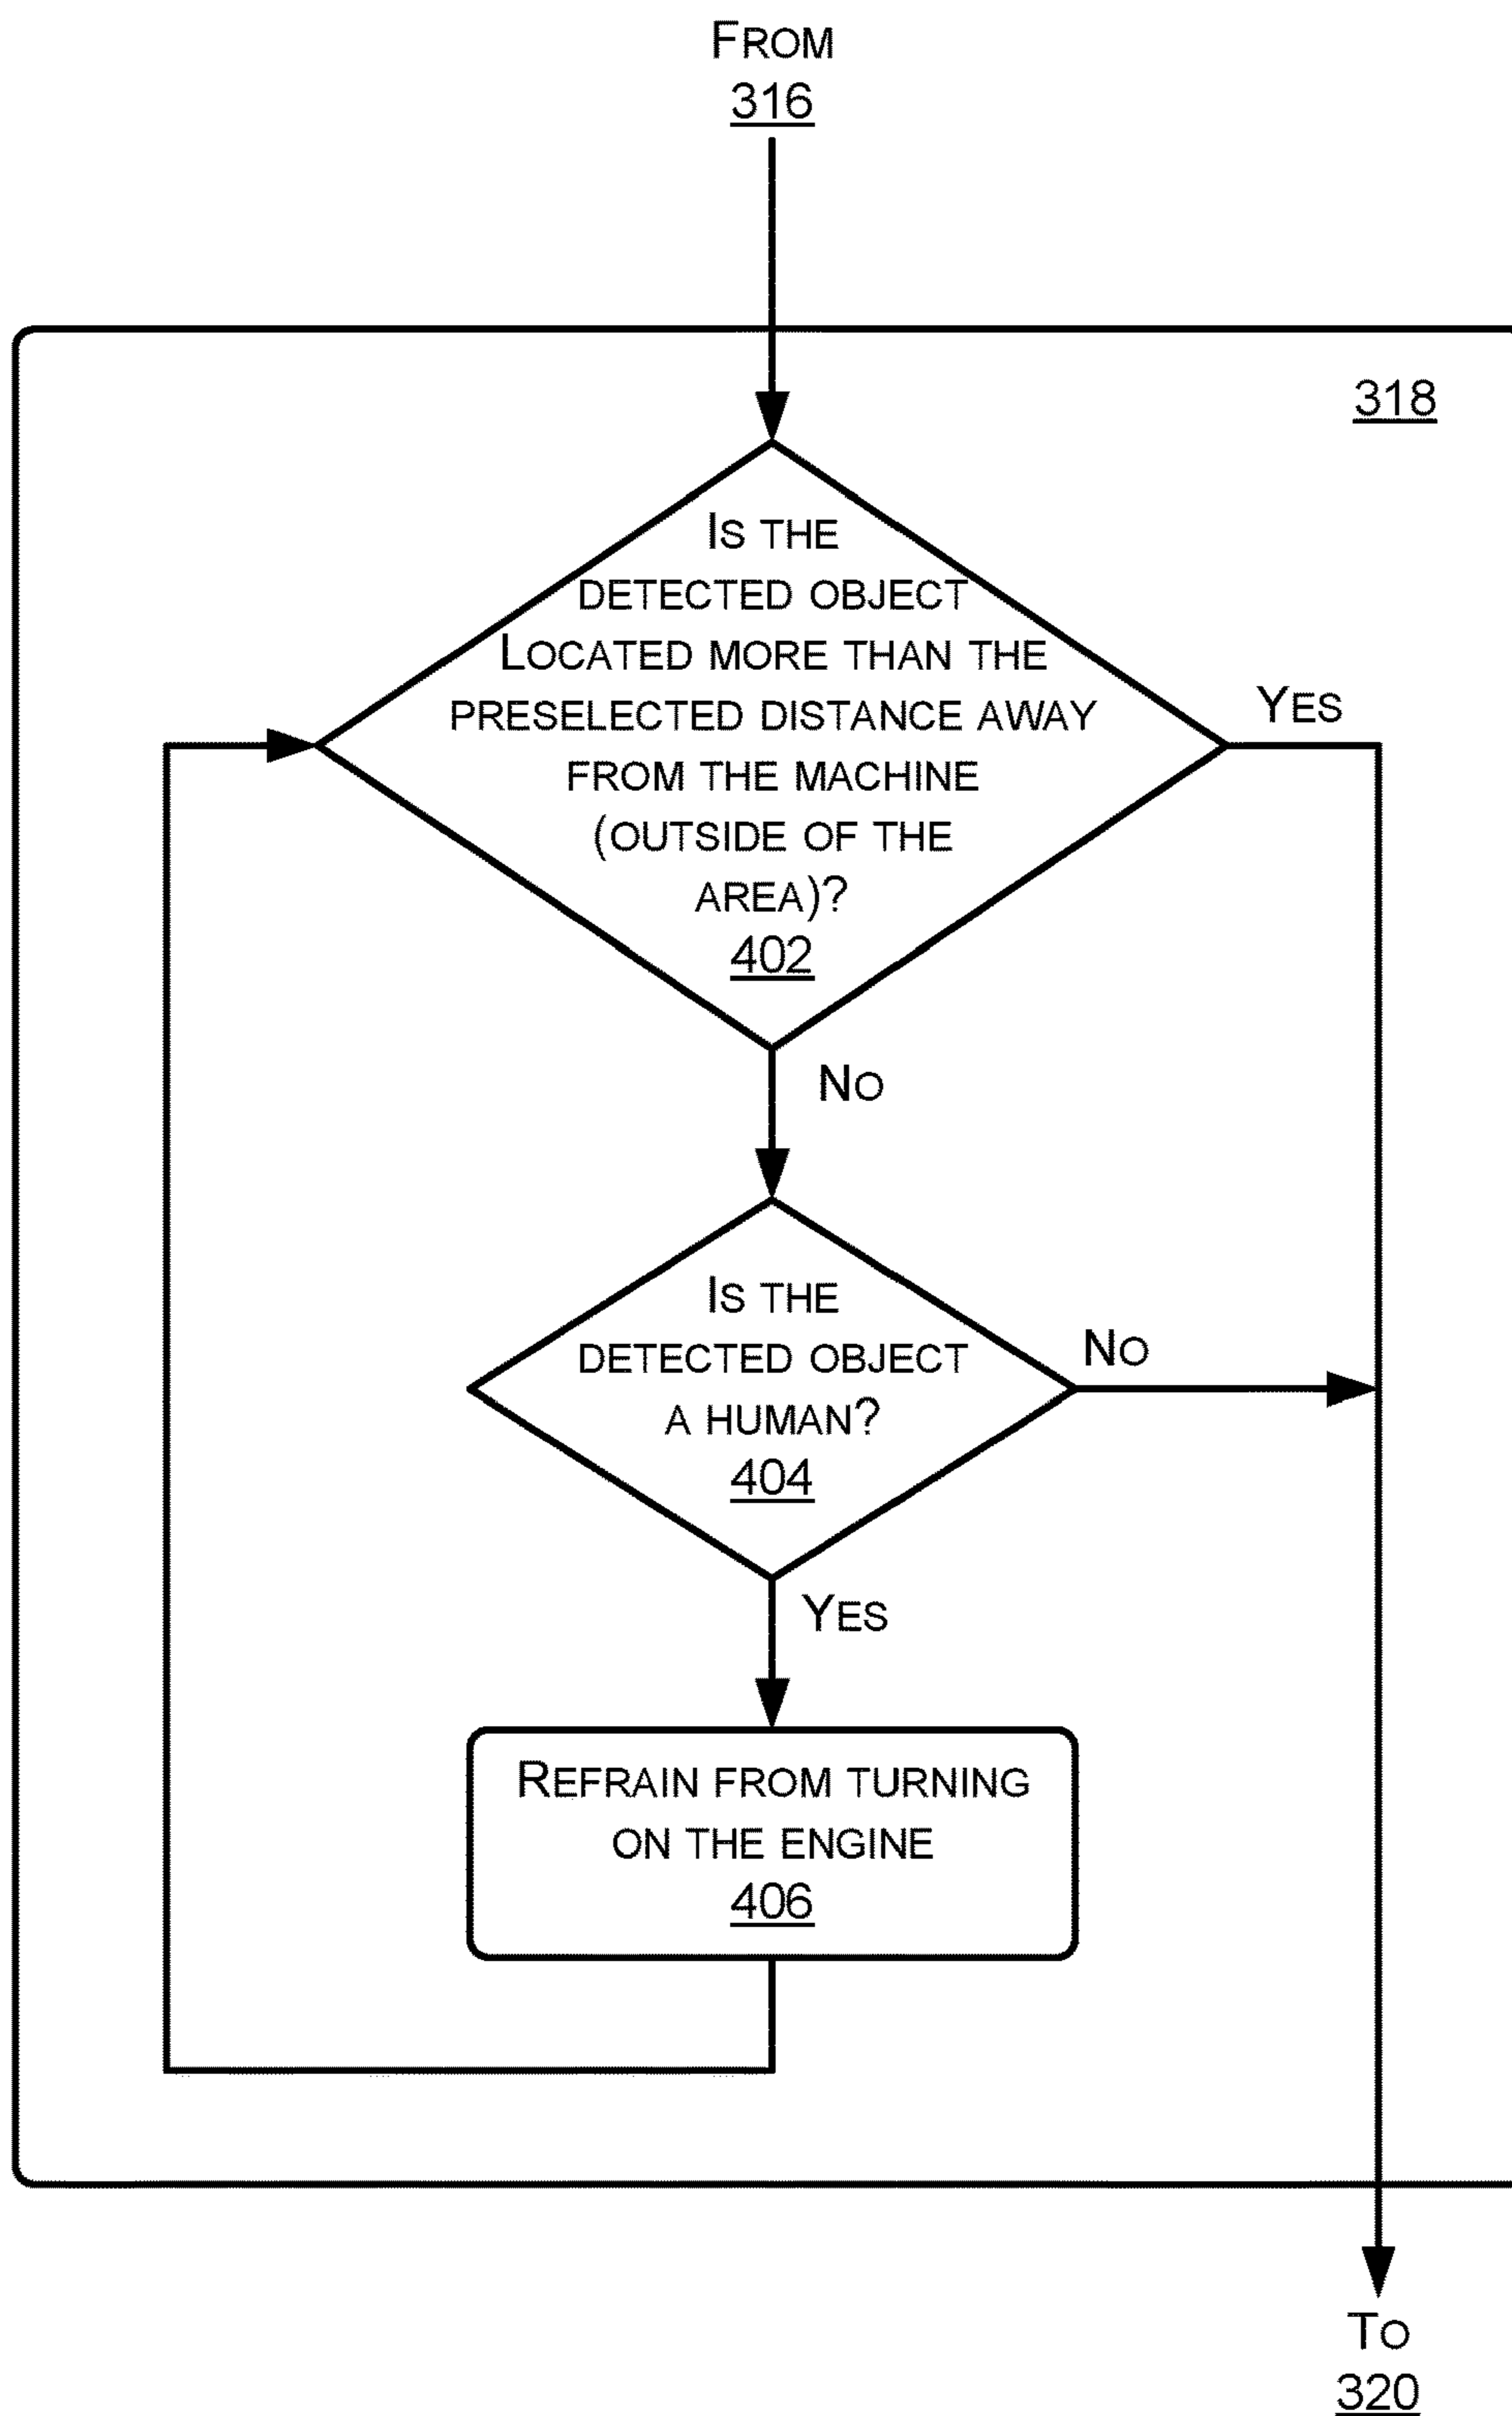 FROM
316
318
IS THE
DETECTED OBJECT
LOCATED MORE THAN THE
PRESELECTED DISTANCE AWAY
FROM THE MACHINE
(OUTSIDE OF THE
AREA)?
402
YES
NO
IS THE
DETECTED OBJECT
A HUMAN?
404
NO
YES
REFRAIN FROM TURNING
ON THE ENGINE
406
TO
320